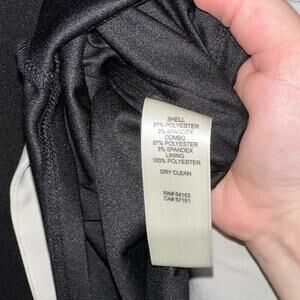 SHELL
97% POLYESTER
3% SPANDEX
COMBO
97% POLYESTER
3% SPANDEX
LINING
100% POLYESTER
DRY CLEAN
RN# 54163
CA# 57151